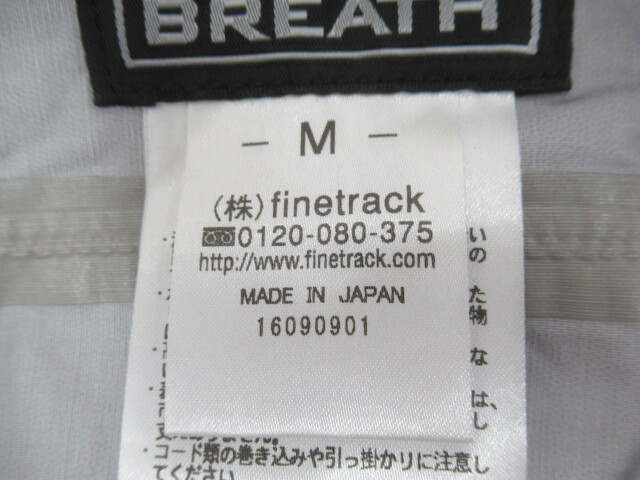 BREATH
- M -
(株)finetrack
0120-080-375
http://www.finetrack.com
MADE IN JAPAN
16090901
い
の
た
物
な
は、
し
コード類の巻き込みや引っ掛かりに注意し
てください